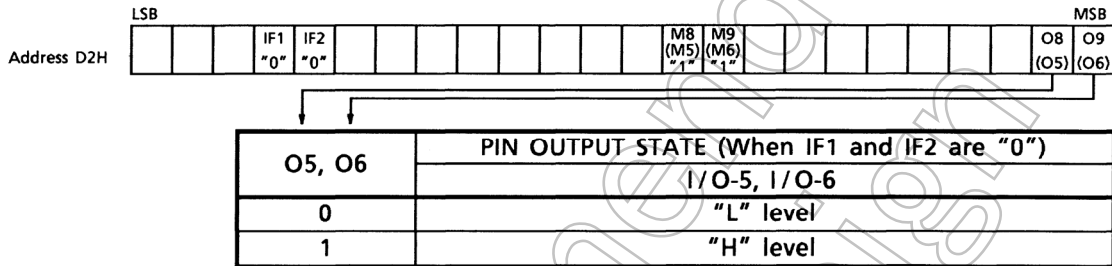 LSB MSB
IF1 IF2 M8 M9 O8 O9
Address D2H (M5) (M6)
"0" "0" "1" "1" (O5) (O6)
O5, O6 PIN OUTPUT STATE (When IF1 and IF2 are "0")
I/O-5, I/O-6
0 "L" level
1 "H" level